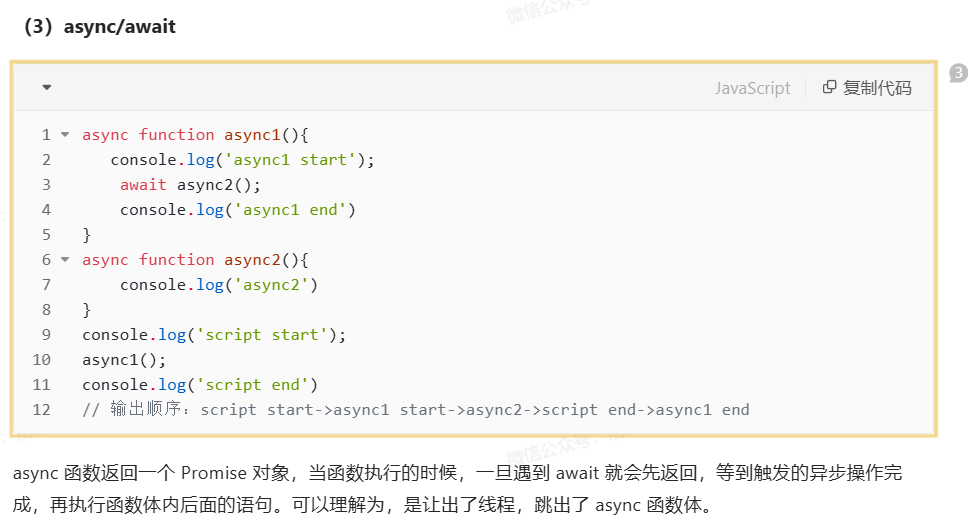 （3）async/await
3
JavaScript 复制代码
1 async function async1(){
2 console.log('async1 start');
3 await async2();
4 console.log('async1 end')
5 }
6 async function async2(){
7 console.log('async2')
8 }
9 console.log('script start');
10 async1();
11 console.log('script end')
12 // 输出顺序：script start->async1 start->async2->script end->async1 end
async 函数返回一个 Promise 对象，当函数执行的时候，一旦遇到 await 就会先返回，等到触发的异步操作完
成，再执行函数体内后面的语句。可以理解为，是让出了线程，跳出了 async 函数体。